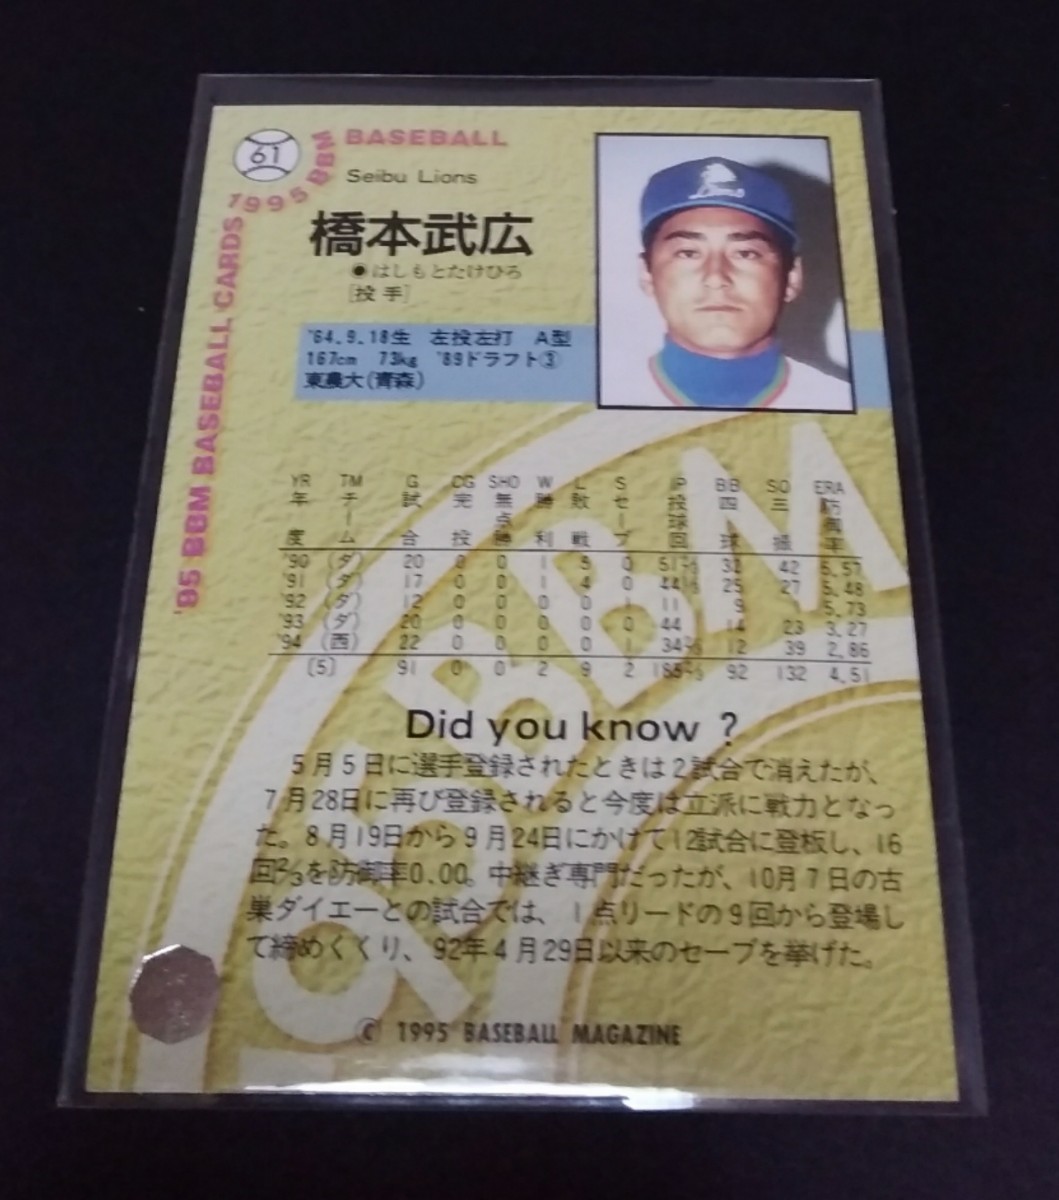 61
1995 BBM BASEBALL
'95 BBM BASEBALL CARDS
Seibu Lions
橋本武広
●はしもとたけひろ
[投手]
'64.9.18生 左投左打 A型
167cm 73kg '89ドラフト③
東農大(青森)
YR TM G CG SHO W L S IP BB SO ERA
年度 チーム 試合 完投 無点勝 勝利 敗戦 セーブ 投球回 四球 三振 防御率
'90 (ダ) 20 0 0 1 5 0 51 32 42 5.57
'91 (ダ) 17 0 0 1 4 0 44 25 27 5.48
'92 (ダ) 12 0 0 0 0 1 11 9 5.73
'93 (ダ) 20 0 0 0 0 0 44 14 23 3.27
'94 (西) 22 0 0 0 0 1 34 12 39 2.86
(5) 91 0 0 2 9 2 92 132 4.51
Did you know ?
5月5日に選手登録されたときは2試合で消えたが、
7月28日に再び登録されると今度は立派に戦力となっ
た。8月19日から9月24日にかけて12試合に登板し、16
回2/3を防御率0.00。中継ぎ専門だったが、10月7日の古
巣ダイエーとの試合では、1点リードの9回から登場し
て締めくくり、92年4月29日以来のセーブを挙げた。
© 1995 BASEBALL MAGAZINE
BBM